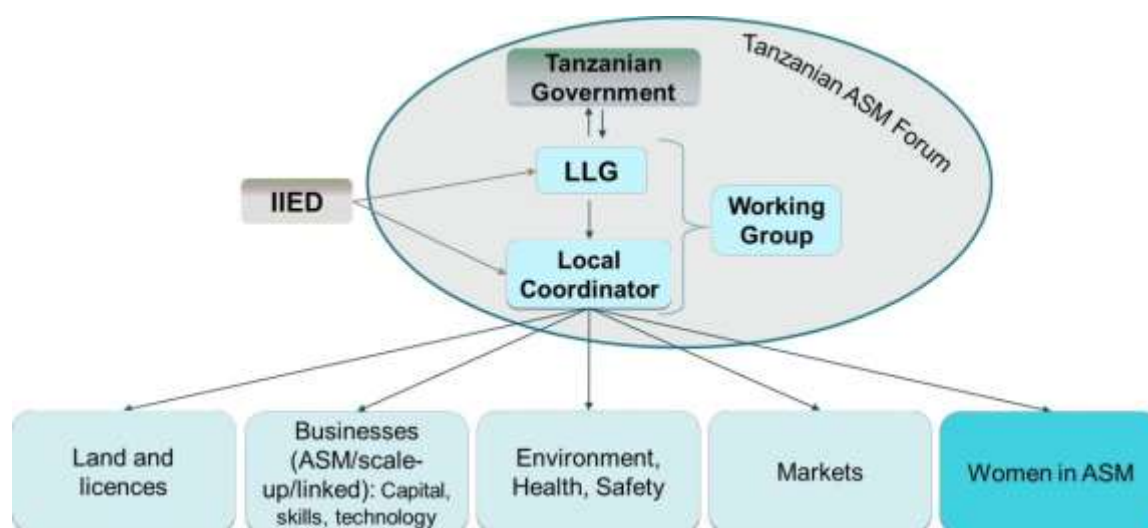 Tanzanian
Government
Tanzanian ASM Forum
LLG
IIED
Working
Group
Local
Coordinator
Land and
licences
Businesses
(ASM/scale-
up/linked): Capital,
skills, technology
Environment,
Health, Safety
Markets
Women in ASM